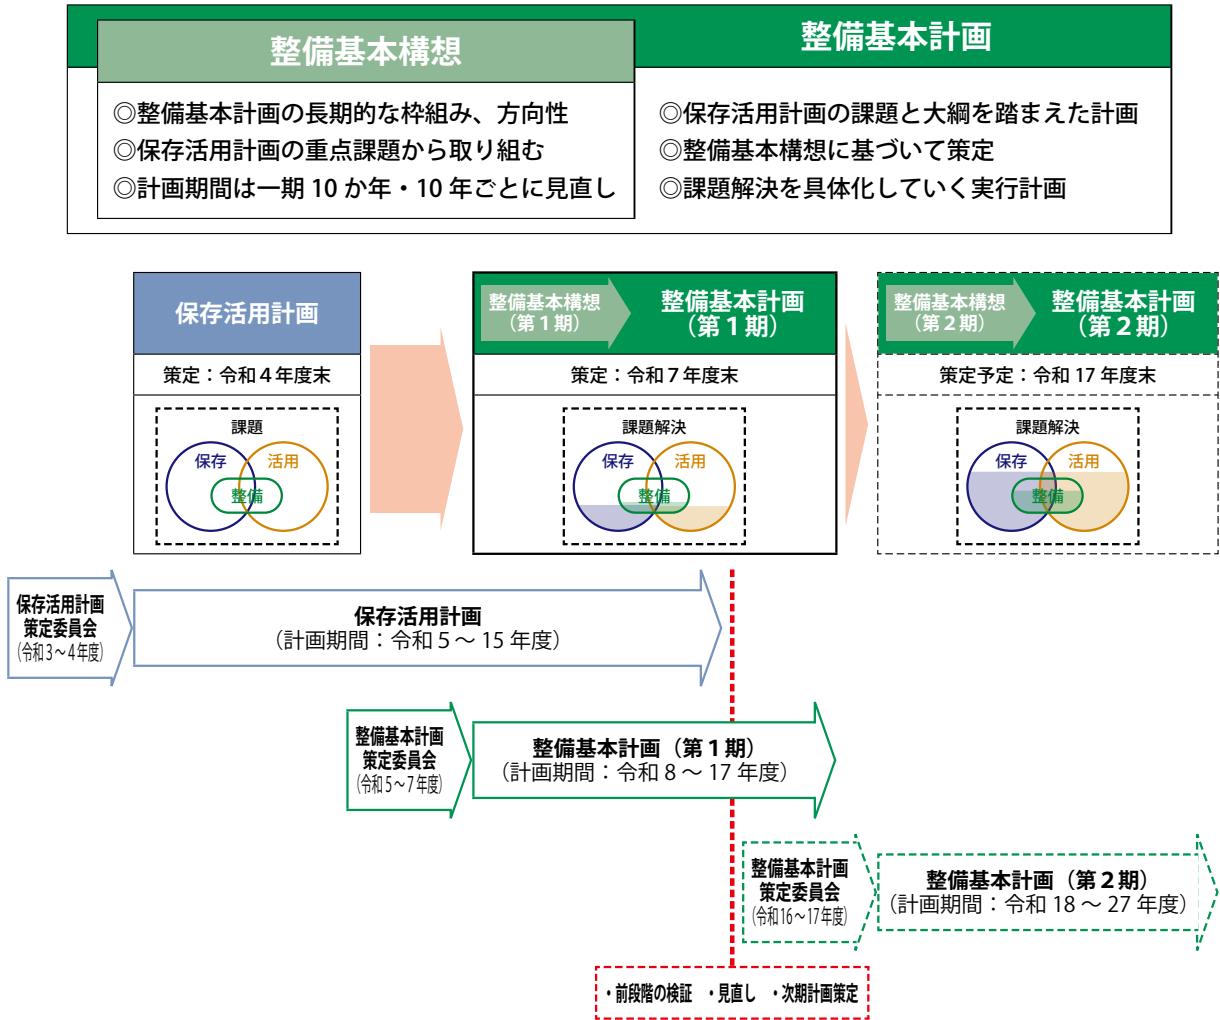 整備基本構想
整備基本計画
◎整備基本計画の長期的な枠組み、方向性
◎保存活用計画の重点課題から取り組む
◎計画期間は一期 10 か年・10 年ごとに見直し
◎保存活用計画の課題と大綱を踏まえた計画
◎整備基本構想に基づいて策定
◎課題解決を具体化していく実行計画
保存活用計画
策定：令和４年度末
課題
保存
活用
整備
整備基本構想
（第１期）
整備基本計画
（第１期）
策定：令和７年度末
課題解決
保存
活用
整備
整備基本構想
（第２期）
整備基本計画
（第２期）
策定予定：令和 17 年度末
課題解決
保存
活用
整備
保存活用計画
策定委員会
（令和３～４年度）
保存活用計画
（計画期間：令和５～ 15 年度）
整備基本計画
策定委員会
（令和５～７年度）
整備基本計画（第１期）
（計画期間：令和 8 ～ 17 年度）
整備基本計画
策定委員会
（令和16～17年度）
整備基本計画（第２期）
（計画期間：令和 18 ～ 27 年度）
・前段階の検証　・見直し　・次期計画策定